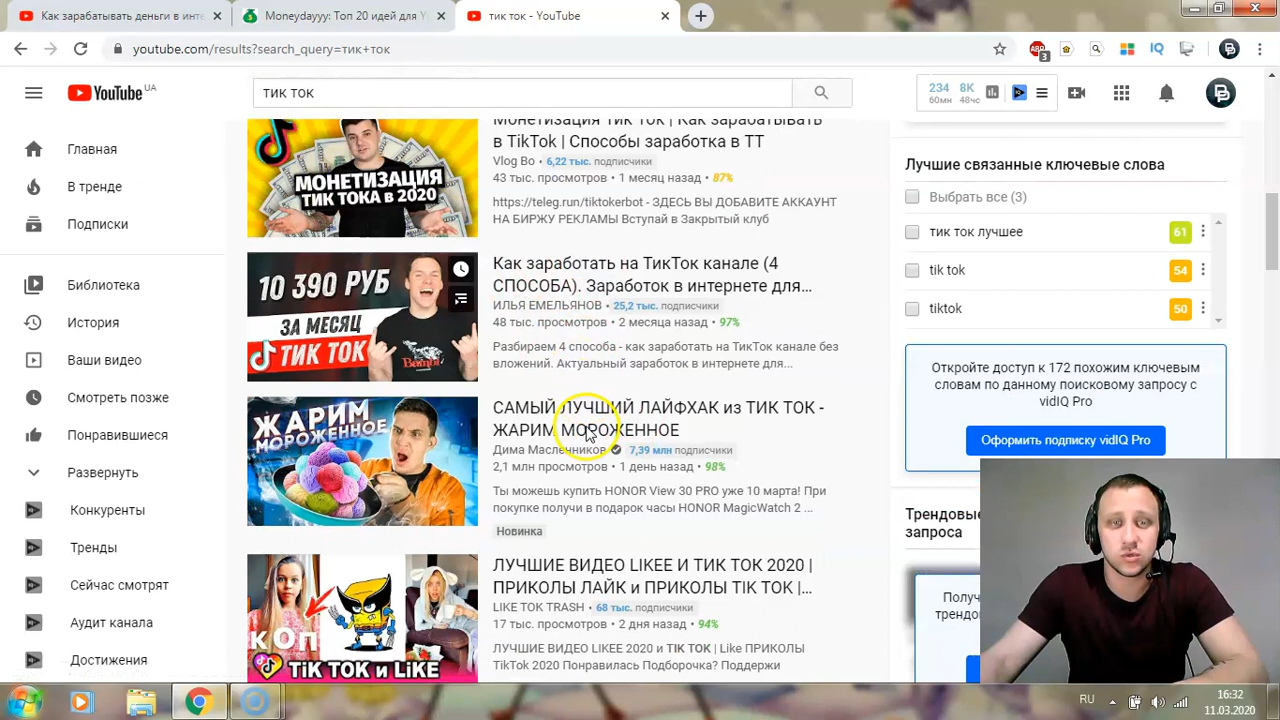 Как зарабатывать деньги в инте
Moneydayyy: Топ 20 идей для Y
тик ток - YouTube
youtube.com/results?search_query=тик+ток
3
IQ
YouTube UA
тик ток
234 8K
60мн 48чс
Главная
В тренде
Подписки
Библиотека
История
Ваши видео
Смотреть позже
Понравившиеся
Развернуть
Конкуренты
Тренды
Сейчас смотрят
Аудит канала
Достижения
МОНЕТИЗАЦИЯ
ТИК ТОКА В 2020
Монетизация Тик Ток | Как зарабатывать
в TikTok | Способы заработка в ТТ
Vlog Bo • 6,22 тыс. подписчики
43 тыс. просмотров • 1 месяц назад • 87%
https://teleg.run/tiktokerbot - ЗДЕСЬ ВЫ ДОБАВИТЕ АККАУНТ
НА БИРЖУ РЕКЛАМЫ Вступай в Закрытый клуб
10 390 РУБ
ЗА МЕСЯЦ
ТИК ТОК
Как заработать на ТикТок канале (4
СПОСОБА). Заработок в интернете для...
ИЛЬЯ ЕМЕЛЬЯНОВ • 25,2 тыс. подписчики
48 тыс. просмотров • 2 месяца назад • 97%
Разбираем 4 способа - как заработать на ТикТок канале без
вложений. Актуальный заработок в интернете для...
ЖАРИМ
МОРОЖЕННОЕ
САМЫЙ ЛУЧШИЙ ЛАЙФХАК из ТИК ТОК -
ЖАРИМ МОРОЖЕННОЕ
Дима Масленников 7,39 млн подписчики
2,1 млн просмотров • 1 день назад • 98%
Ты можешь купить HONOR View 30 PRO уже 10 марта! При
покупке получи в подарок часы HONOR MagicWatch 2 ...
Новинка
к Оп
TiK TOK и LiKE
ЛУЧШИЕ ВИДЕО LIKEE И ТИК ТОК 2020 |
ПРИКОЛЫ ЛАЙК и ПРИКОЛЫ TIK TOK |...
LIKE TOK TRASH • 68 тыс. подписчики
17 тыс. просмотров • 2 дня назад • 94%
ЛУЧШИЕ ВИДЕО LIKEE 2020 и TIK TOK | Like ПРИКОЛЫ
TikTok 2020 Понравилась Подборочка? Поддержи
Лучшие связанные ключевые слова
Выбрать все (3)
тик ток лучшее 61
tik tok 54
tiktok 50
Откройте доступ к 172 похожим ключевым
словам по данному поисковому запросу с
vidIQ Pro
Оформить подписку vidIQ Pro
Трендовые
запроса
RU
16:32
11.03.2020